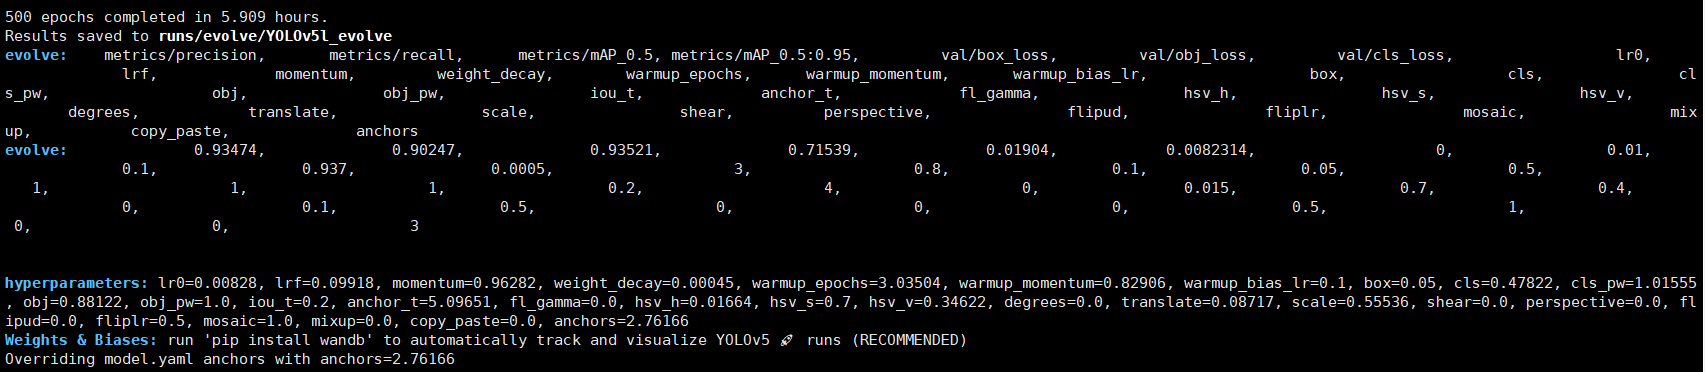 500 epochs completed in 5.909 hours.
Results saved to runs/evolve/YOLOv5l_evolve
evolve: metrics/precision, metrics/recall, metrics/mAP_0.5, metrics/mAP_0.5:0.95, val/box_loss, val/obj_loss, val/cls_loss, lr0,
lrf, momentum, weight_decay, warmup_epochs, warmup_momentum, warmup_bias_lr, box, cls, cl
s_pw, obj, obj_pw, iou_t, anchor_t, fl_gamma, hsv_h, hsv_s, hsv_v,
degrees, translate, scale, shear, perspective, flipud, fliplr, mosaic, mix
up, copy_paste, anchors
evolve: 0.93474, 0.90247, 0.93521, 0.71539, 0.01904, 0.0082314, 0, 0.01,
0.1, 0.937, 0.0005, 3, 0.8, 0.1, 0.05, 0.5,
1, 1, 1, 0.2, 4, 0, 0.015, 0.7, 0.4,
0, 0.1, 0.5, 0, 0, 0, 0.5, 1,
0, 0, 3
hyperparameters: lr0=0.00828, lrf=0.09918, momentum=0.96282, weight_decay=0.00045, warmup_epochs=3.03504, warmup_momentum=0.82906, warmup_bias_lr=0.1, box=0.05, cls=0.47822, cls_pw=1.01555
, obj=0.88122, obj_pw=1.0, iou_t=0.2, anchor_t=5.09651, fl_gamma=0.0, hsv_h=0.01664, hsv_s=0.7, hsv_v=0.34622, degrees=0.0, translate=0.08717, scale=0.55536, shear=0.0, perspective=0.0, fl
ipud=0.0, fliplr=0.5, mosaic=1.0, mixup=0.0, copy_paste=0.0, anchors=2.76166
Weights & Biases: run 'pip install wandb' to automatically track and visualize YOLOv5 🚀 runs (RECOMMENDED)
Overriding model.yaml anchors with anchors=2.76166